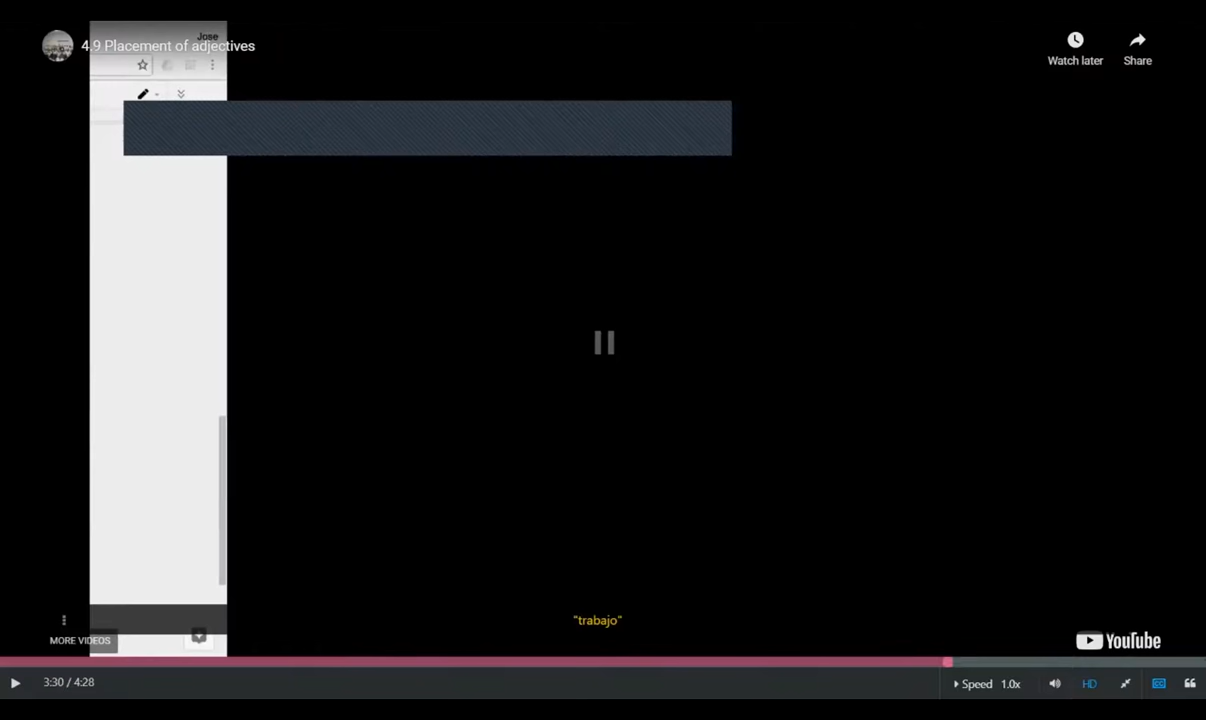 Jose
4.9 Placement of adjectives
Watch later
Share
"trabajo"
MORE VIDEOS
YouTube
3:30 / 4:28
Speed 1.0x
HD
CC